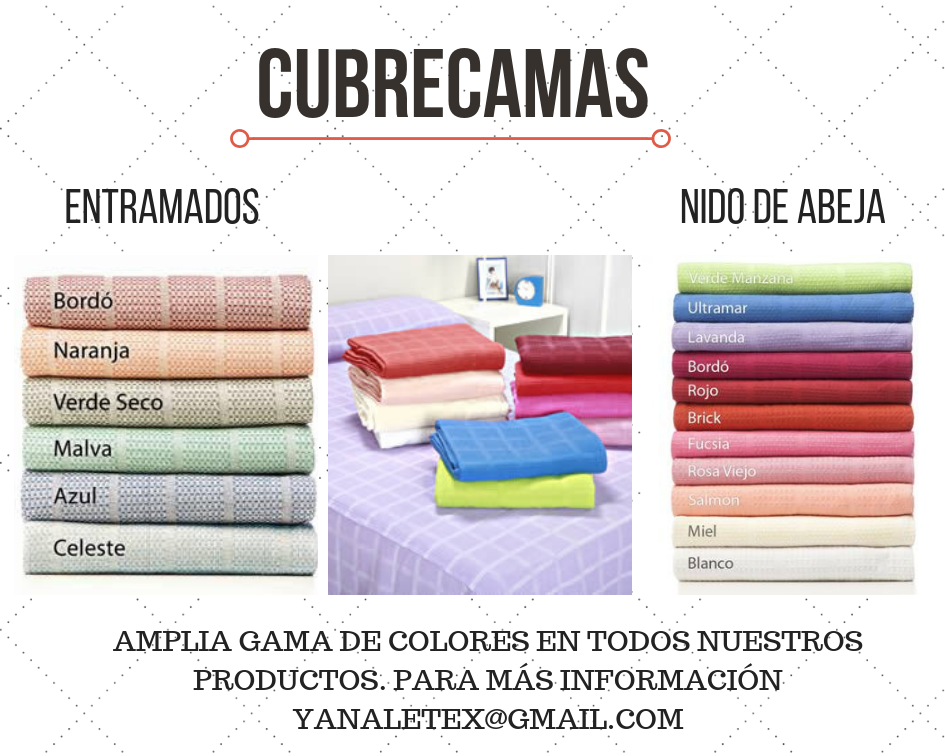 CUBRECAMAS
ENTRAMADOS
NIDO DE ABEJA
Bordó
Naranja
Verde Seco
Malva
Azul
Celeste
Verde Manzana
Ultramar
Lavanda
Bordó
Rojo
Brick
Fucsia
Rosa Viejo
Salmón
Miel
Blanco
AMPLIA GAMA DE COLORES EN TODOS NUESTROS
PRODUCTOS. PARA MÁS INFORMACIÓN
YANALETEX@GMAIL.COM